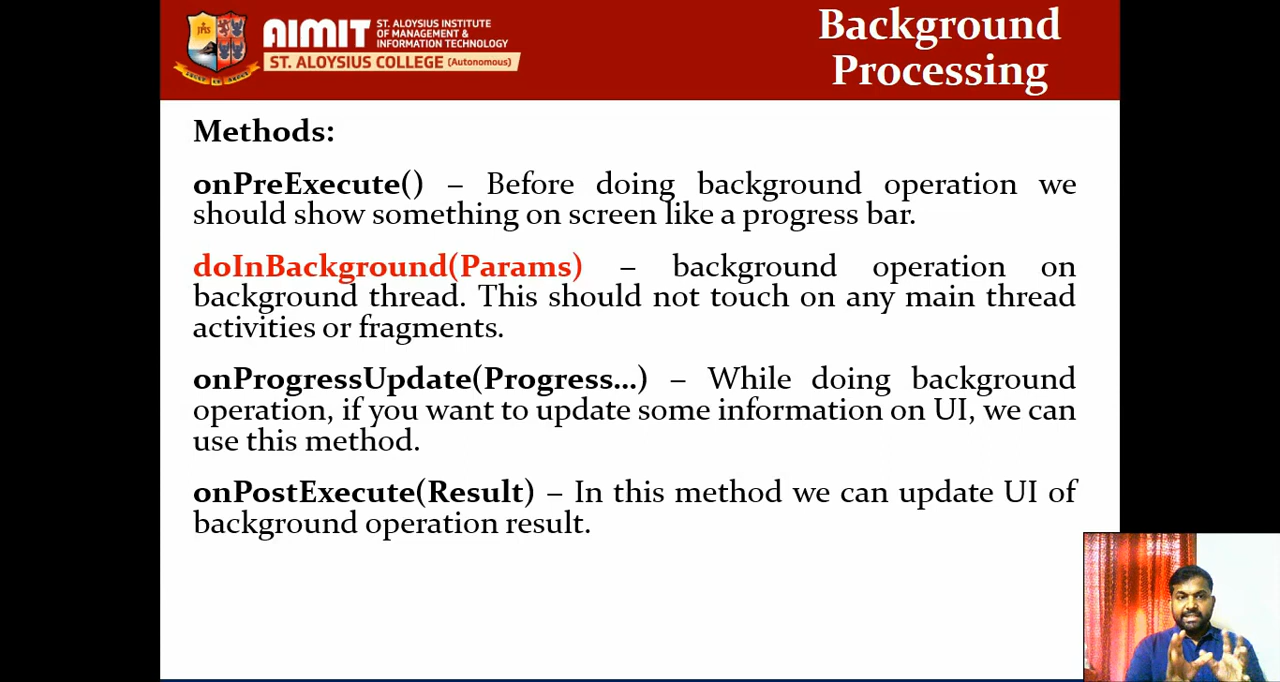 AIMIT
ST. ALOYSIUS INSTITUTE
OF MANAGEMENT &
INFORMATION TECHNOLOGY
ST. ALOYSIUS COLLEGE (Autonomous)
Background
Processing
Methods:
onPreExecute() – Before doing background operation we
should show something on screen like a progress bar.
doInBackground(Params) – background operation on
background thread. This should not touch on any main thread
activities or fragments.
onProgressUpdate(Progress...) – While doing background
operation, if you want to update some information on UI, we can
use this method.
onPostExecute(Result) – In this method we can update UI of
background operation result.